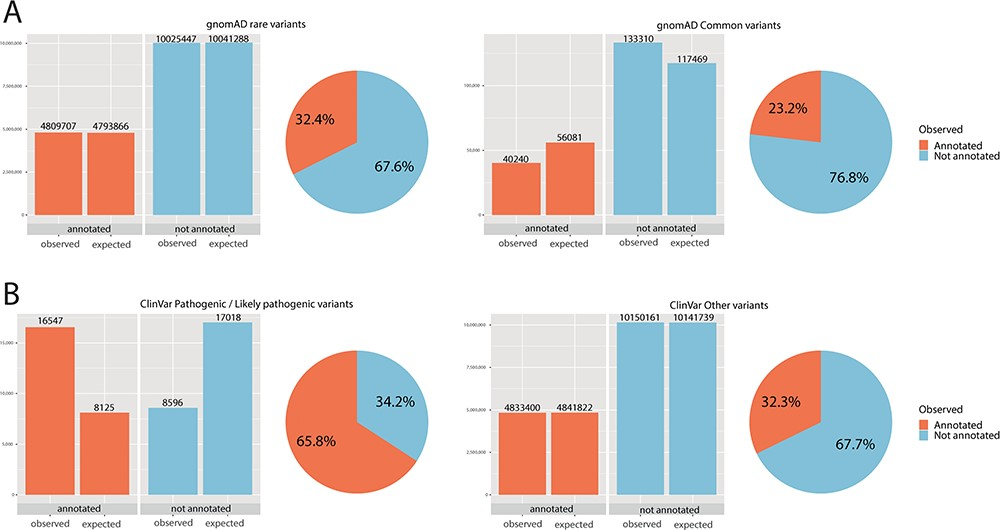 A
gnomAD rare variants
10,000,000
7,500,000
5,000,000
2,500,000
0
4809707
4793866
10025447
10041288
annotated
not annotated
observed
expected
observed
expected
32.4%
67.6%
gnomAD Common variants
100,000
50,000
0
40240
56081
133310
117469
annotated
not annotated
observed
expected
observed
expected
23.2%
76.8%
Observed
Annotated
Not annotated
B
ClinVar Pathogenic / Likely pathogenic variants
15,000
10,000
5,000
0
16547
8125
8596
17018
annotated
not annotated
observed
expected
observed
expected
34.2%
65.8%
ClinVar Other variants
10,000,000
7,500,000
5,000,000
2,500,000
0
4833400
4841822
10150161
10141739
annotated
not annotated
observed
expected
observed
expected
32.3%
67.7%
Observed
Annotated
Not annotated